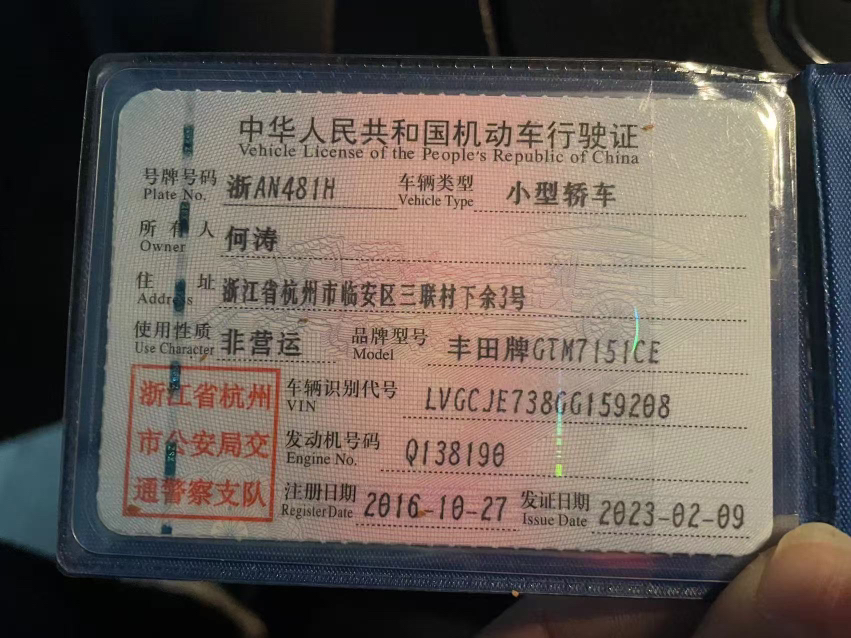 中华人民共和国机动车行驶证
Vehicle License of the People's Republic of China
号牌号码 浙AN481H 车辆类型 小型轿车
Plate No. Vehicle Type
所有人 何涛
Owner
住址 浙江省杭州市临安区三联村下余3号
Address
使用性质 非营运 品牌型号 丰田牌GTM7151CE
Use Character Model
浙江省杭州 车辆识别代号 LVGCJE738GG159208
VIN
市公安局交 发动机号码 Q138190
Engine No.
通警察支队 注册日期 2016-10-27 发证日期 2023-02-09
Register Date Issue Date